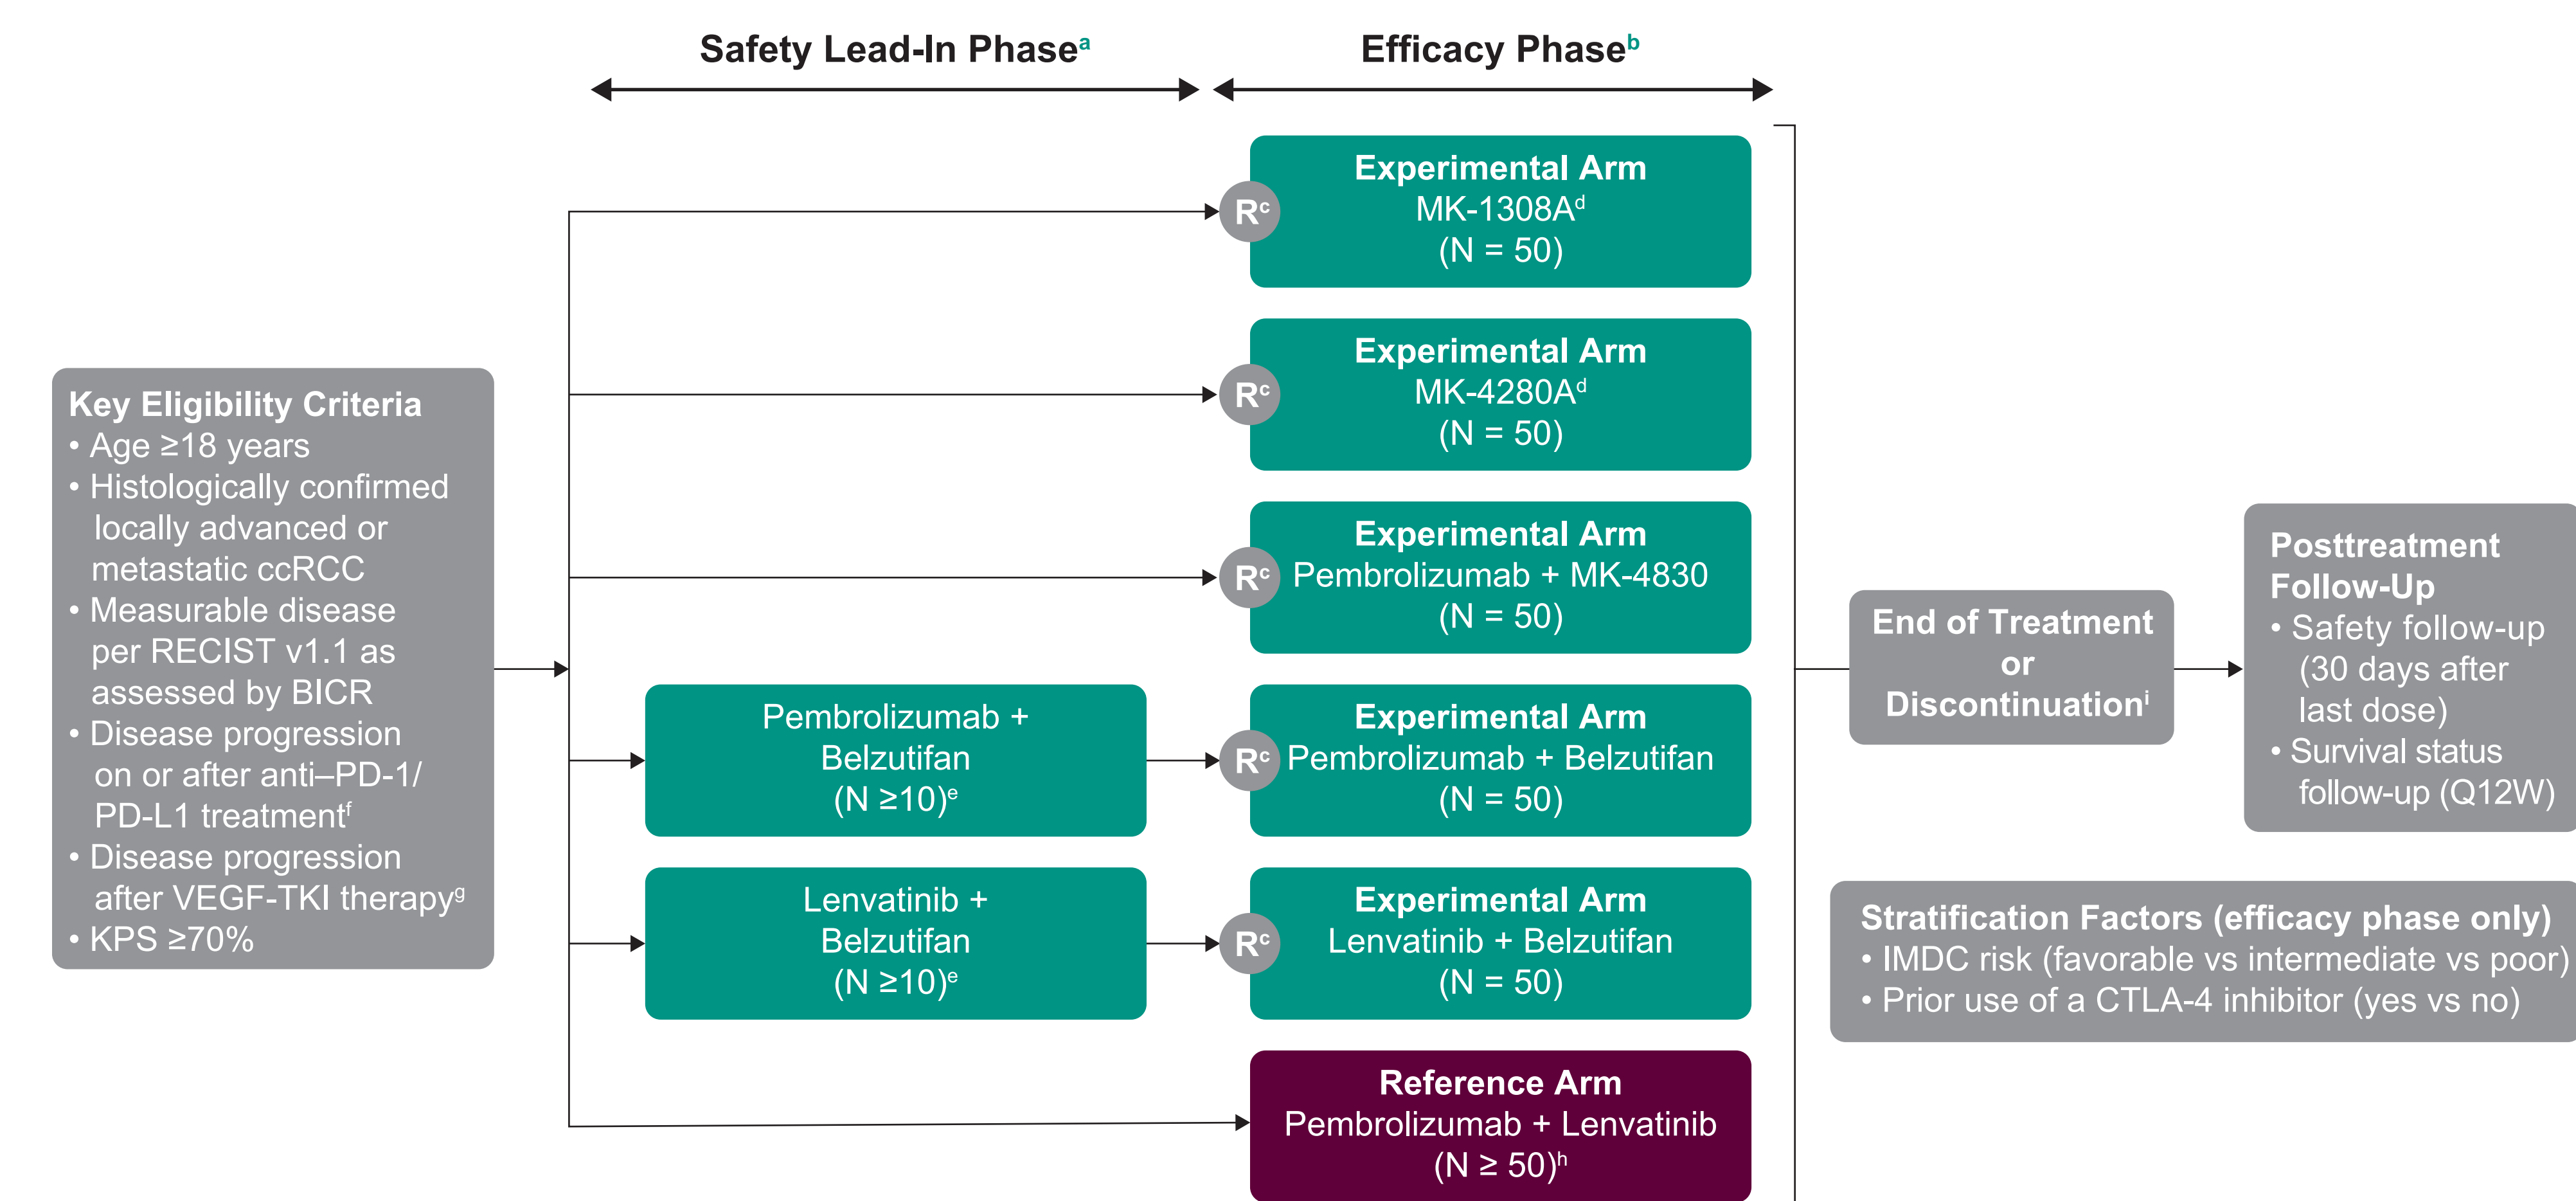 Safety Lead-In Phaseᵃ
Efficacy Phaseᵇ
Key Eligibility Criteria
• Age ≥18 years
• Histologically confirmed
locally advanced or
metastatic ccRCC
• Measurable disease
per RECIST v1.1 as
assessed by BICR
• Disease progression
on or after anti–PD-1/
PD-L1 treatmentᶠ
• Disease progression
after VEGF-TKI therapyᵍ
• KPS ≥70%
Rᶜ
Experimental Arm
MK-1308Aᵈ
(N = 50)
Rᶜ
Experimental Arm
MK-4280Aᵈ
(N = 50)
Rᶜ
Experimental Arm
Pembrolizumab + MK-4830
(N = 50)
Pembrolizumab +
Belzutifan
(N ≥10)ᵉ
Rᶜ
Experimental Arm
Pembrolizumab + Belzutifan
(N = 50)
Lenvatinib +
Belzutifan
(N ≥10)ᵉ
Rᶜ
Experimental Arm
Lenvatinib + Belzutifan
(N = 50)
Reference Arm
Pembrolizumab + Lenvatinib
(N ≥ 50)ʰ
End of Treatment
or
Discontinuationⁱ
Posttreatment
Follow-Up
• Safety follow-up
(30 days after
last dose)
• Survival status
follow-up (Q12W)
Stratification Factors (efficacy phase only)
• IMDC risk (favorable vs intermediate vs poor)
• Prior use of a CTLA-4 inhibitor (yes vs no)